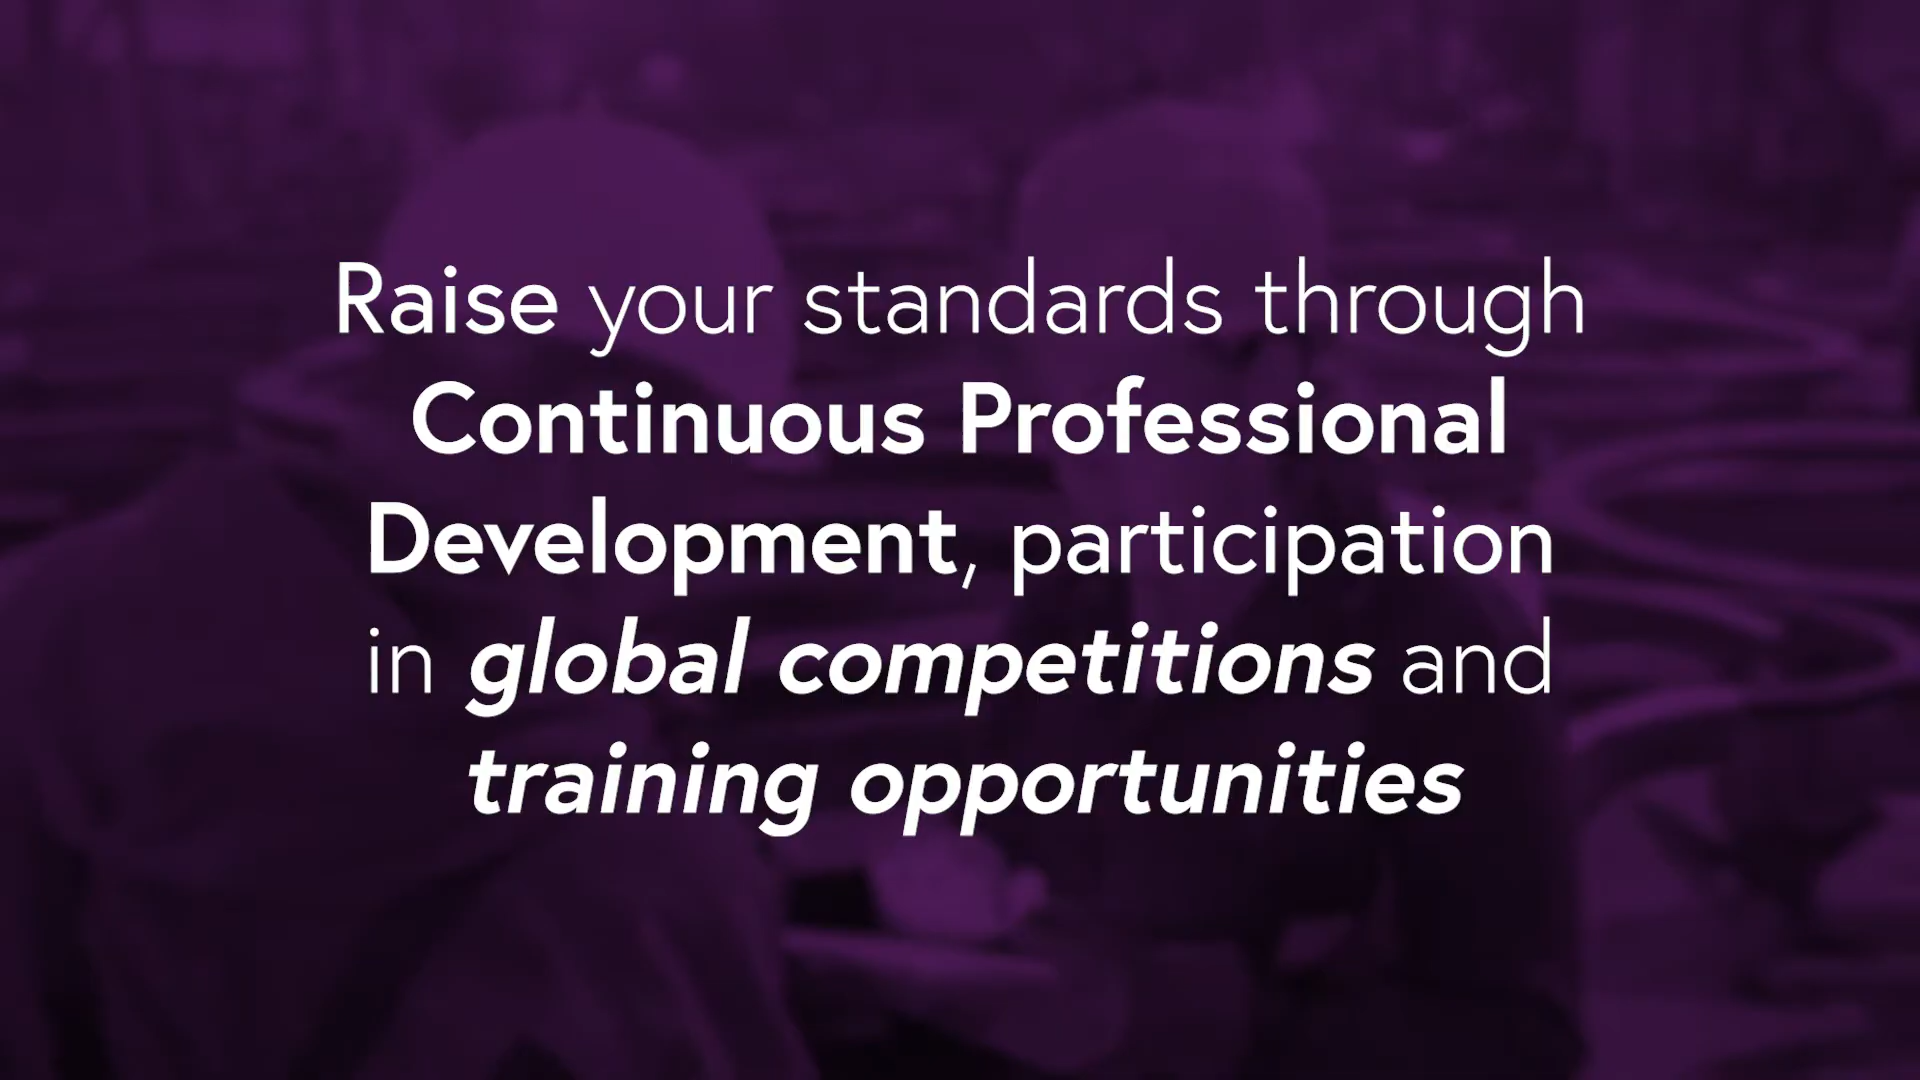 Raise your standards through
Continuous Professional
Development, participation
in global competitions and
training opportunities